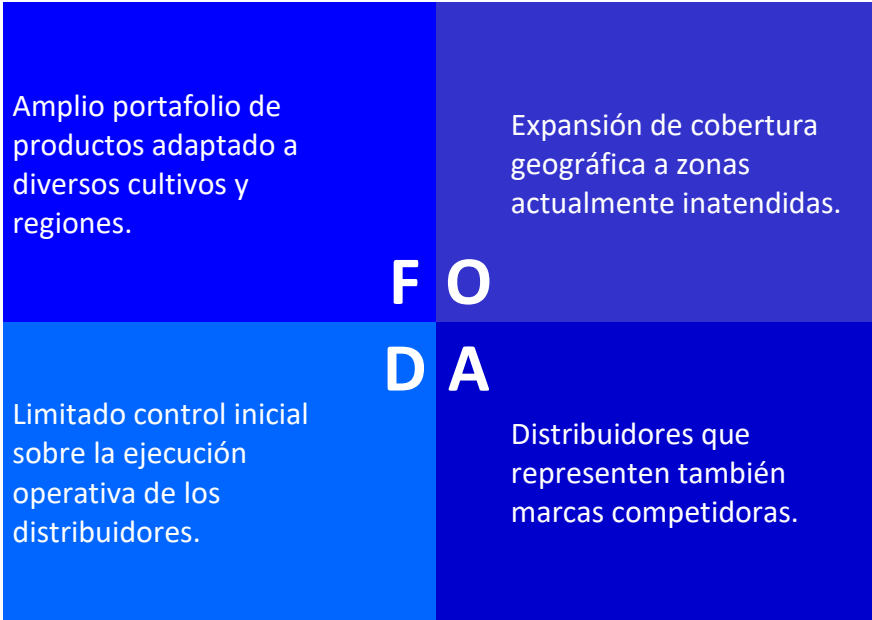 Amplio portafolio de
productos adaptado a
diversos cultivos y
regiones.
Expansión de cobertura
geográfica a zonas
actualmente inatendidas.
F O
D A
Limitado control inicial
sobre la ejecución
operativa de los
distribuidores.
Distribuidores que
representen también
marcas competidoras.